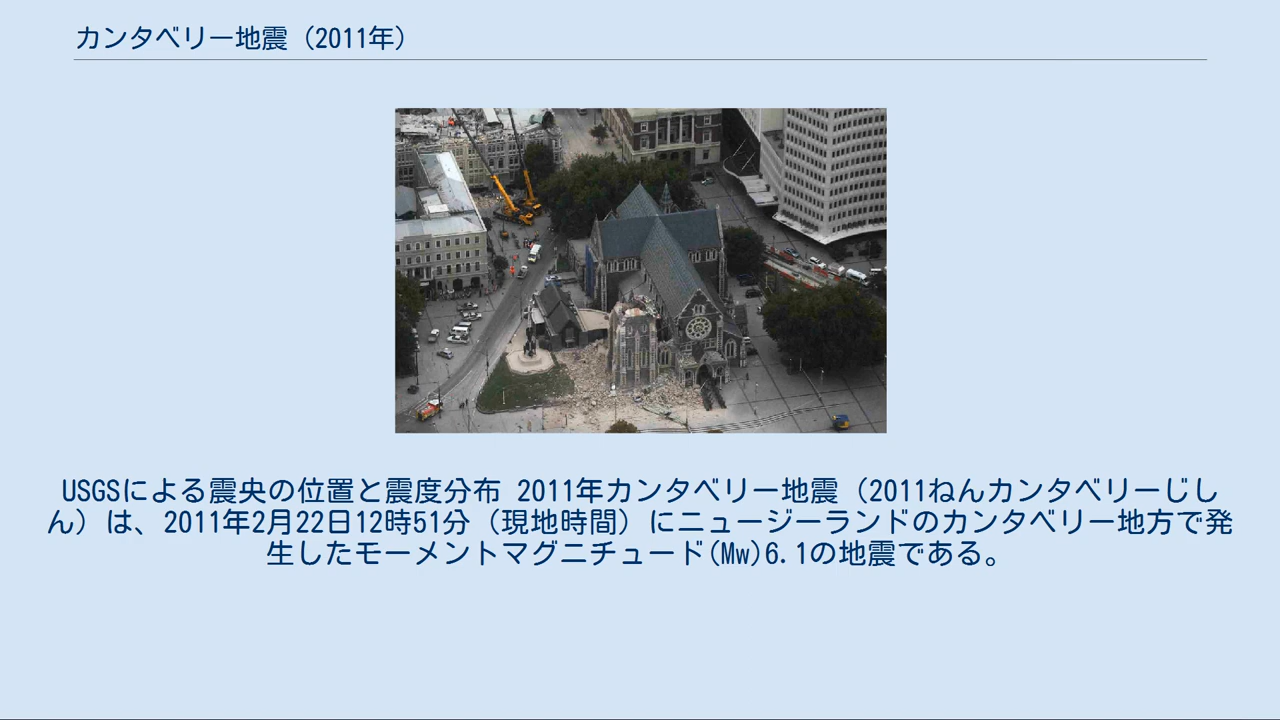 カンタベリー地震（2011年）
USGSによる震央の位置と震度分布 2011年カンタベリー地震（2011ねんカンタベリーじし
ん）は、2011年2月22日12時51分（現地時間）にニュージーランドのカンタベリー地方で発
生したモーメントマグニチュード(Mw)6.1の地震である。